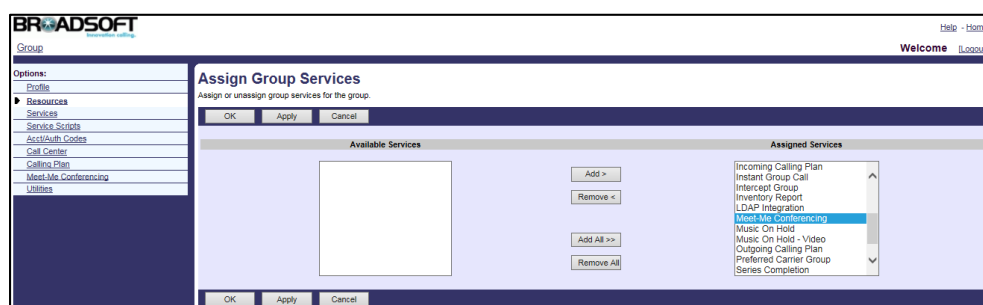 BROADSOFT
innovation calling.
Help - Hom
Group
Welcome [Logou
Options:
Profile
Resources
Services
Service Scripts
Acct/Auth Codes
Call Center
Calling Plan
Meet-Me Conferencing
Utilities
Assign Group Services
Assign or unassign group services for the group.
OK Apply Cancel
Available Services Assigned Services
Add >
Remove <
Add All >>
Remove All
Incoming Calling Plan
Instant Group Call
Intercept Group
Inventory Report
LDAP Integration
Meet-Me Conferencing
Music On Hold
Music On Hold - Video
Outgoing Calling Plan
Preferred Carrier Group
Series Completion
OK Apply Cancel